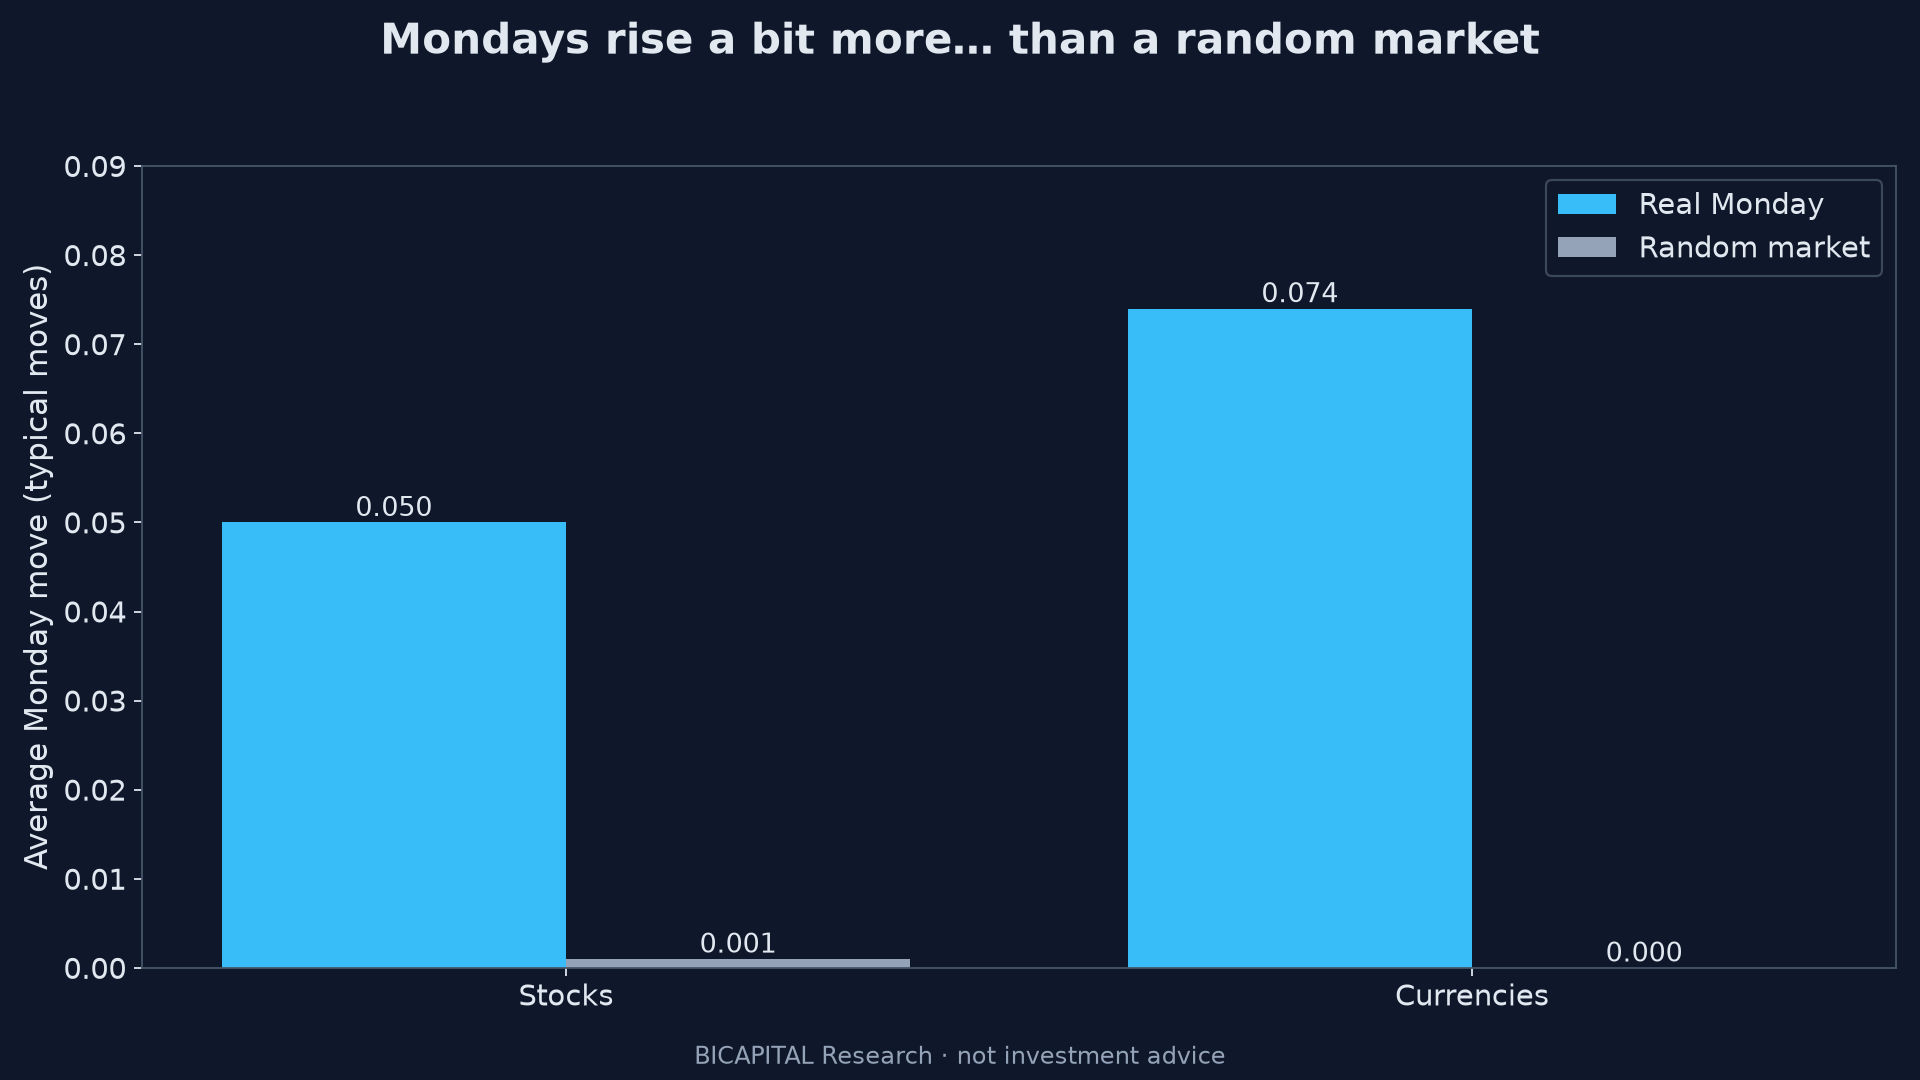 Mondays rise a bit more… than a random market
Average Monday move (typical moves)
0.09
0.08
0.07
0.06
0.05
0.04
0.03
0.02
0.01
0.00
Real Monday
Random market
0.050
0.001
0.074
0.000
Stocks
Currencies
BICAPITAL Research · not investment advice